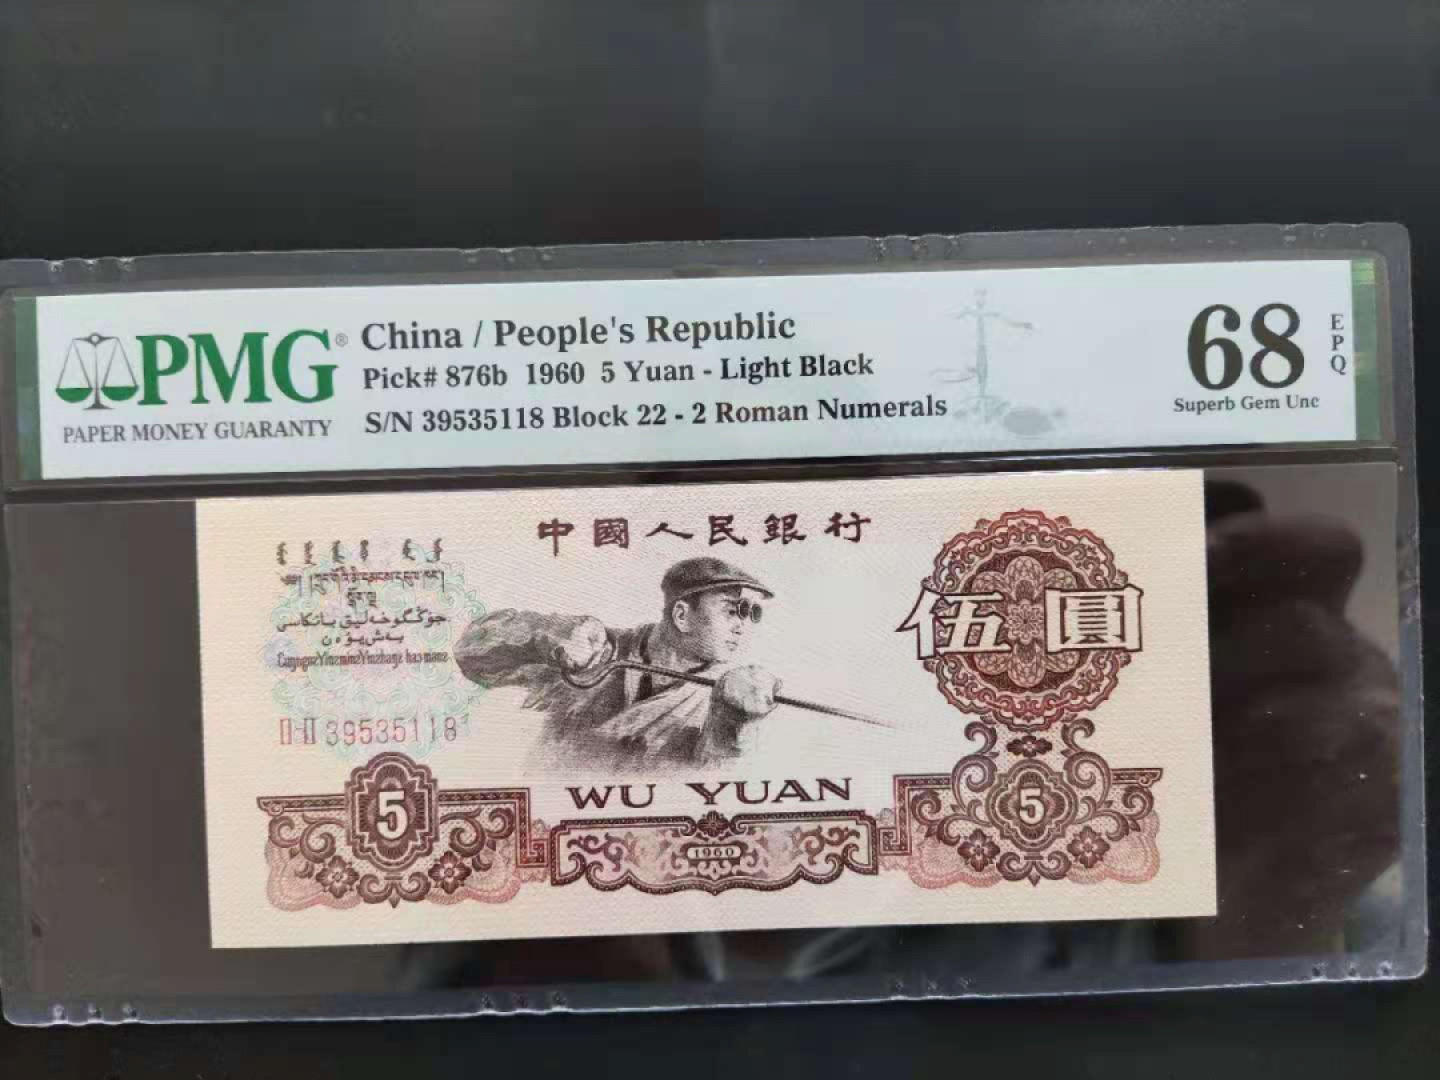 PMG®
PAPER MONEY GUARANTY
China / People's Republic
Pick# 876b 1960 5 Yuan - Light Black
S/N 39535118 Block 22 - 2 Roman Numerals
68
EPQ
Superb Gem Unc
中國人民銀行
伍圓
II II 39535118
5
WU YUAN
5
1960